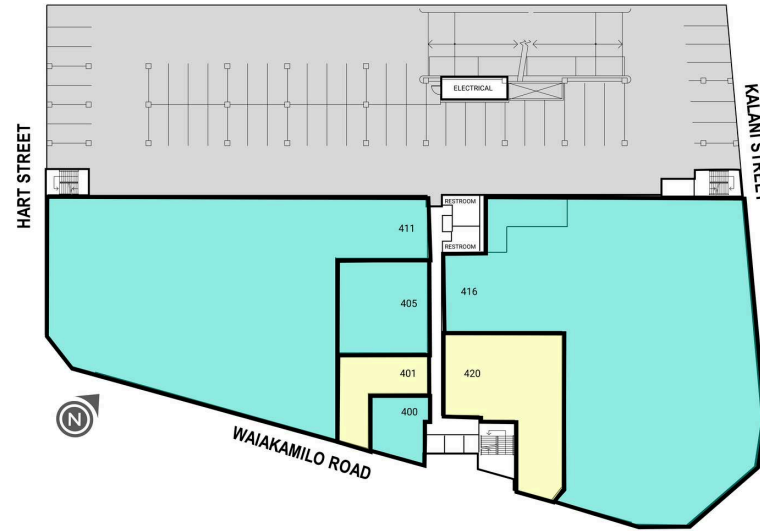 ELECTRICAL
HART STREET
KALANI STREET
RESTROOM
411
RESTROOM
405
416
401
420
400
N
WAIAKAMILO ROAD